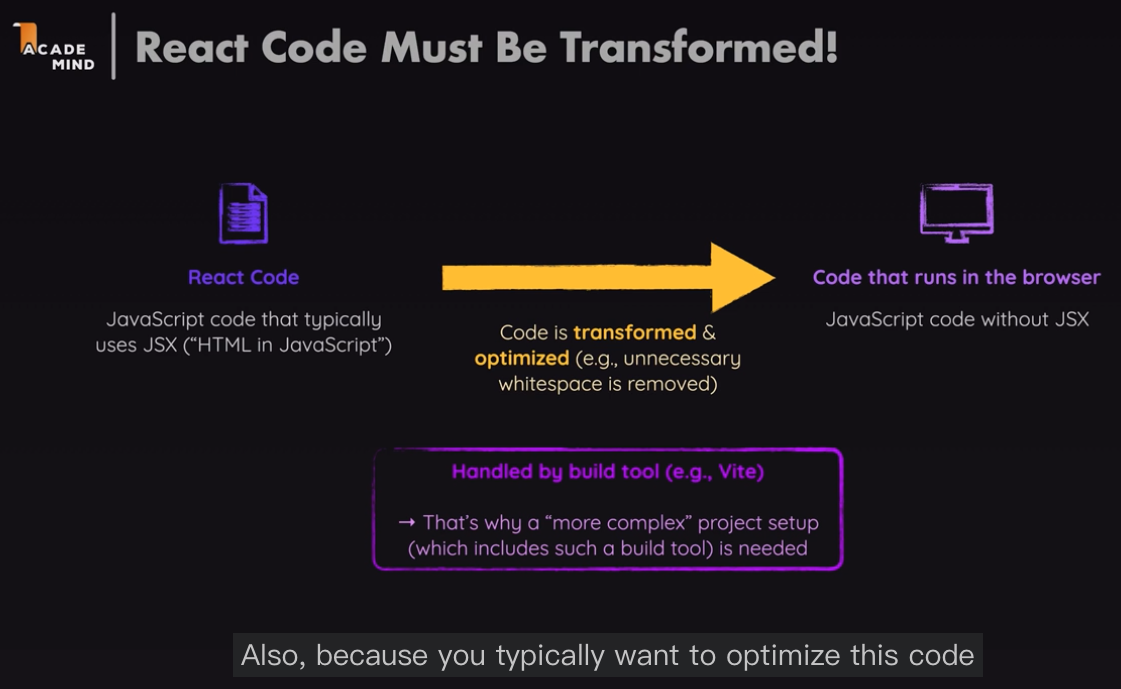 ACADE
MIND
React Code Must Be Transformed!
React Code
JavaScript code that typically
uses JSX (“HTML in JavaScript”)
Code is transformed &
optimized (e.g., unnecessary
whitespace is removed)
Code that runs in the browser
JavaScript code without JSX
Handled by build tool (e.g., Vite)
→ That’s why a “more complex” project setup
(which includes such a build tool) is needed
Also, because you typically want to optimize this code